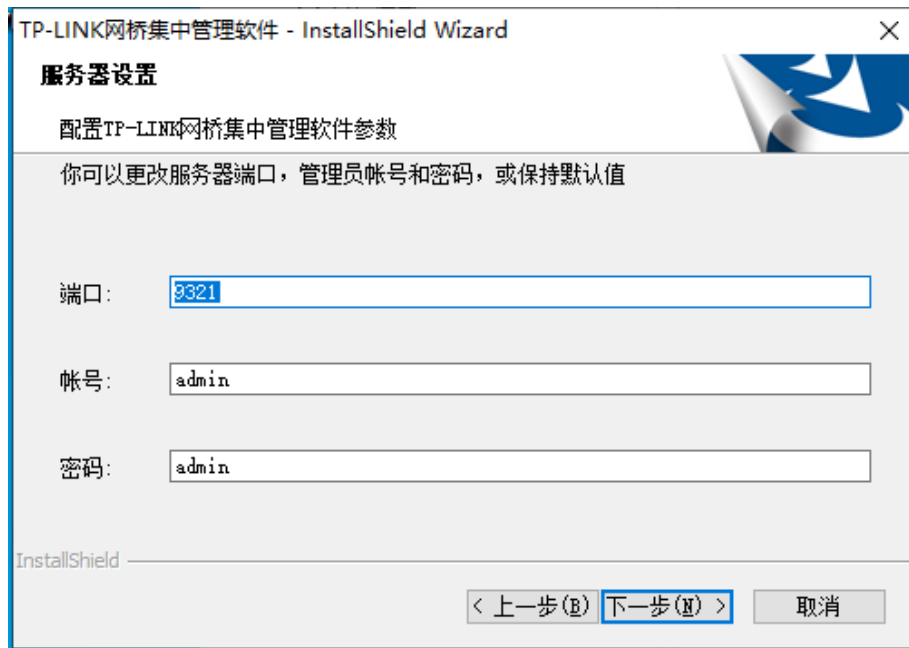 TP-LINK网桥集中管理软件 - InstallShield Wizard
服务器设置
配置TP-LINK网桥集中管理软件参数
你可以更改服务器端口，管理员帐号和密码，或保持默认值
端口：
9321
帐号：
admin
密码：
admin
InstallShield
< 上一步(B)
下一步(N) >
取消